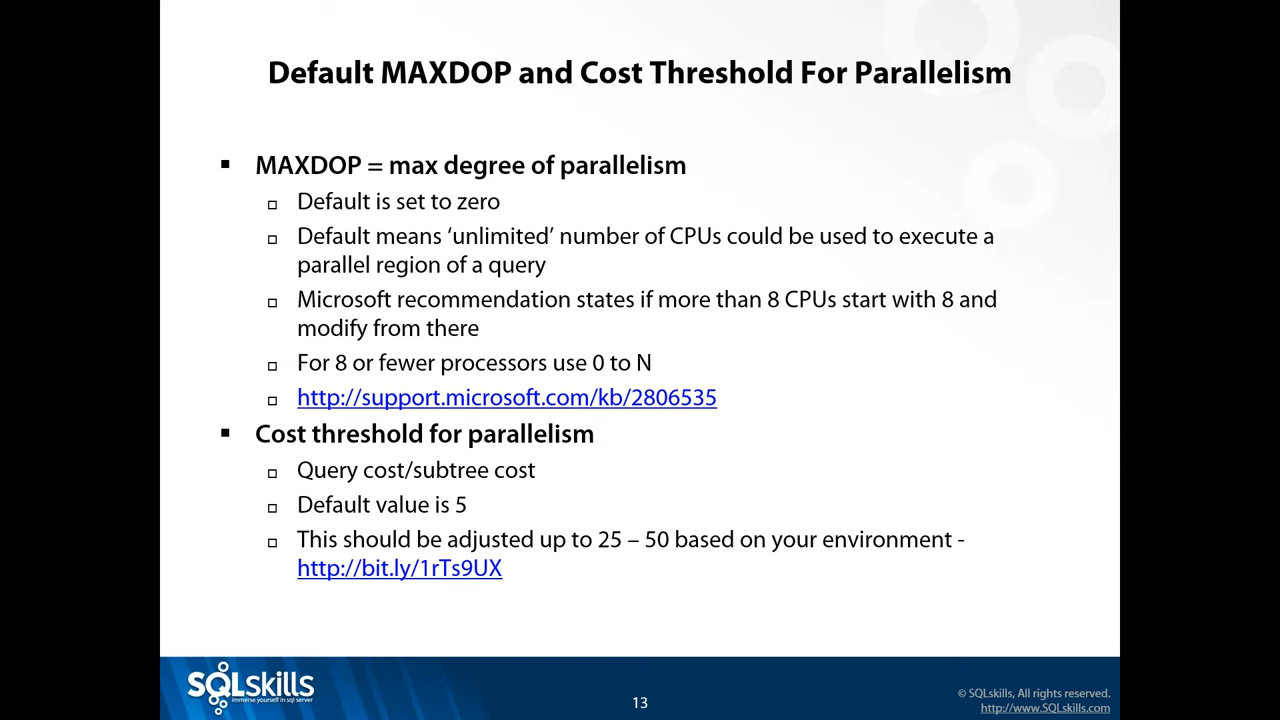 Default MAXDOP and Cost Threshold For Parallelism
MAXDOP = max degree of parallelism
Default is set to zero
Default means ‘unlimited’ number of CPUs could be used to execute a
parallel region of a query
Microsoft recommendation states if more than 8 CPUs start with 8 and
modify from there
For 8 or fewer processors use 0 to N
http://support.microsoft.com/kb/2806535
Cost threshold for parallelism
Query cost/subtree cost
Default value is 5
This should be adjusted up to 25 – 50 based on your environment -
http://bit.ly/1rTs9UX
SQLskills
immerse yourself in sql server
13
© SQLskills, All rights reserved.
http://www.SQLskills.com